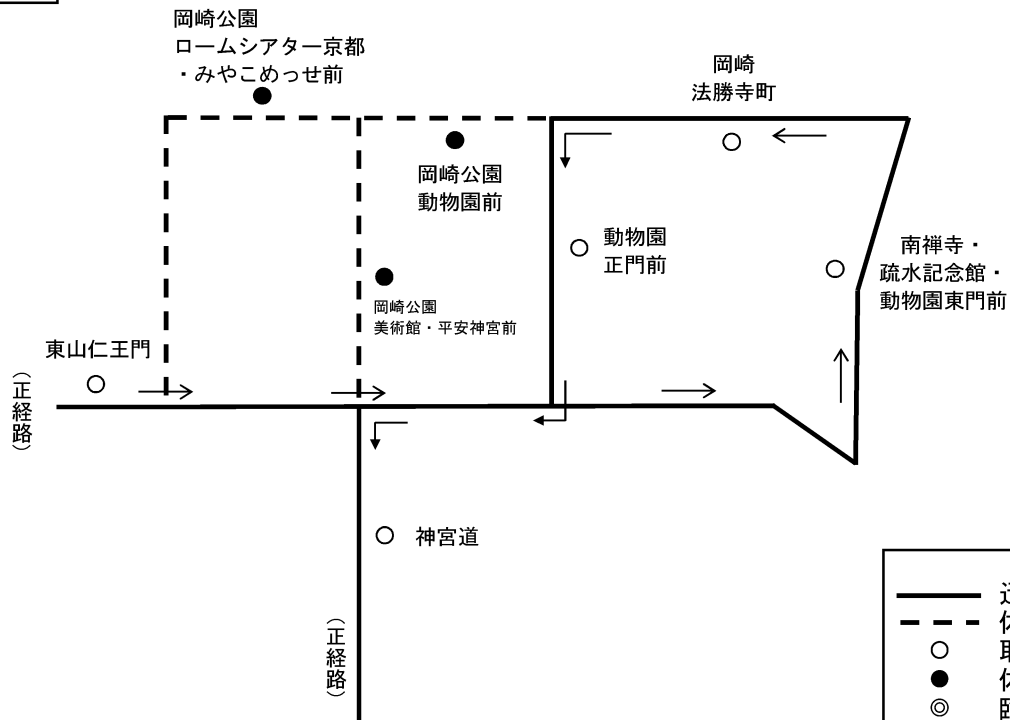 岡崎公園
ロームシアター京都
・みやこめっせ前
岡崎
法勝寺町
岡崎公園
動物園前
動物園
正門前
南禅寺・
疏水記念館・
動物園東門前
岡崎公園
美術館・平安神宮前
東山仁王門
（正経路）
神宮道
（正経路）